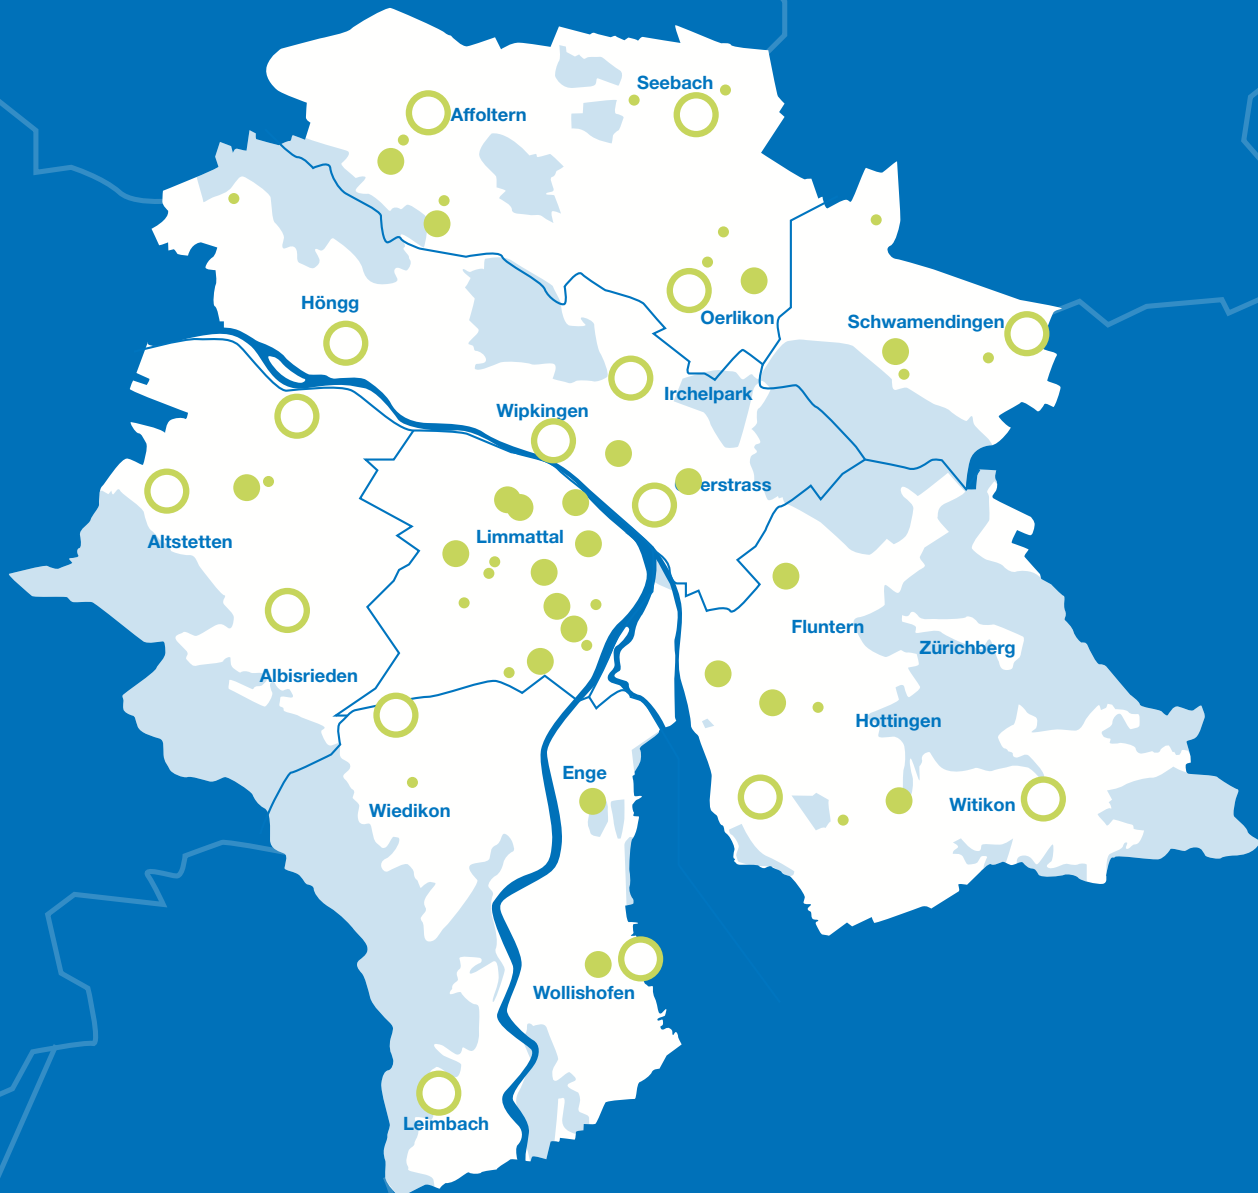 Seebach
Affoltern
Höngg
Oerlikon
Schwamendingen
Irchelpark
Wipkingen
erstrass
Limmattal
Altstetten
Fluntern
Zürichberg
Albisrieden
Hottingen
Enge
Witikon
Wiedikon
Wollishofen
Leimbach